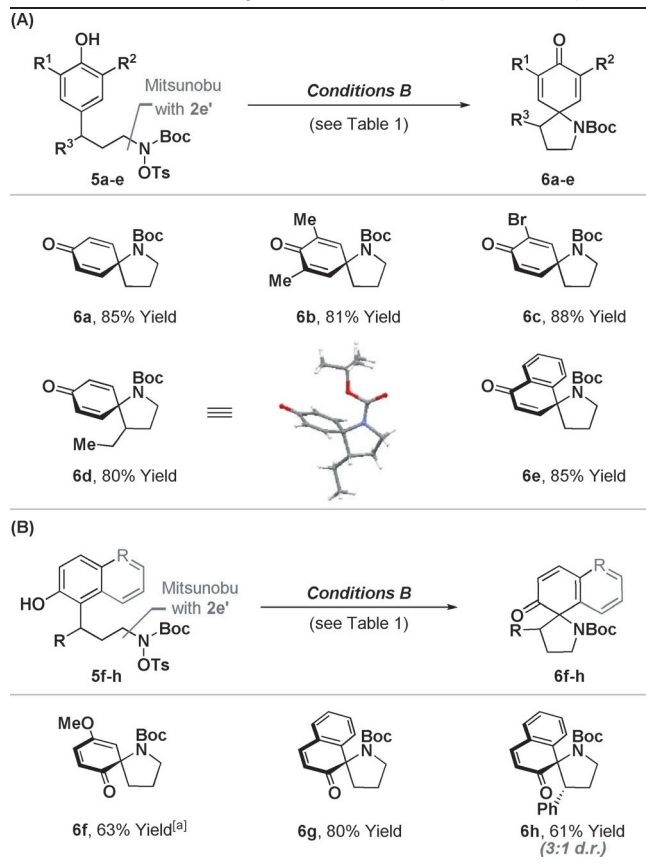 (A)
OH
R¹ R²
Mitsunobu
with 2e'
R³ N Boc
OTs
5a-e
Conditions B
(see Table 1)
O
R¹ R²
R³ NBoc
6a-e
O Boc N
6a, 85% Yield
Me O Me Boc N
6b, 81% Yield
Br O Boc N
6c, 88% Yield
O Boc N Me
6d, 80% Yield
O Boc N
6e, 85% Yield
(B)
R
HO
Mitsunobu
with 2e'
R N Boc
OTs
5f-h
Conditions B
(see Table 1)
R
O
R NBoc
6f-h
MeO Boc N O
6f, 63% Yield[a]
Boc N O
6g, 80% Yield
Boc N O Ph
6h, 61% Yield
(3:1 d.r.)